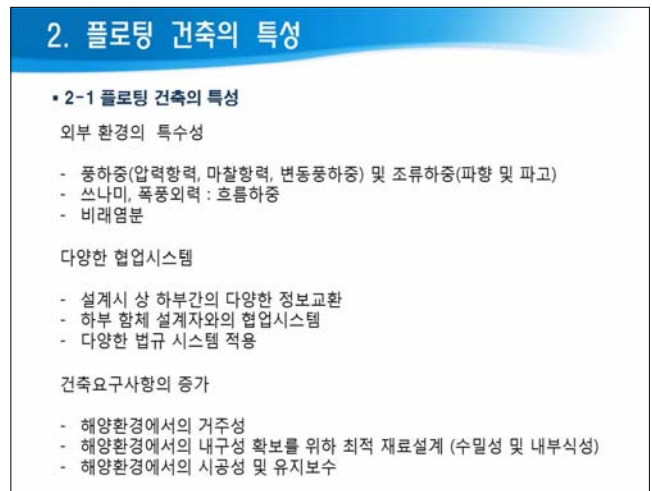 2. 플로팅 건축의 특성
▪ 2-1 플로팅 건축의 특성
외부 환경의 특수성
- 풍하중(압력항력, 마찰항력, 변동풍하중) 및 조류하중(파향 및 파고)
- 쓰나미, 폭풍외력 : 흐름하중
- 비래염분
다양한 협업시스템
- 설계시 상 하부간의 다양한 정보교환
- 하부 함체 설계자와의 협업시스템
- 다양한 법규 시스템 적용
건축요구사항의 증가
- 해양환경에서의 거주성
- 해양환경에서의 내구성 확보를 위하 최적 재료설계 (수밀성 및 내부식성)
- 해양환경에서의 시공성 및 유지보수